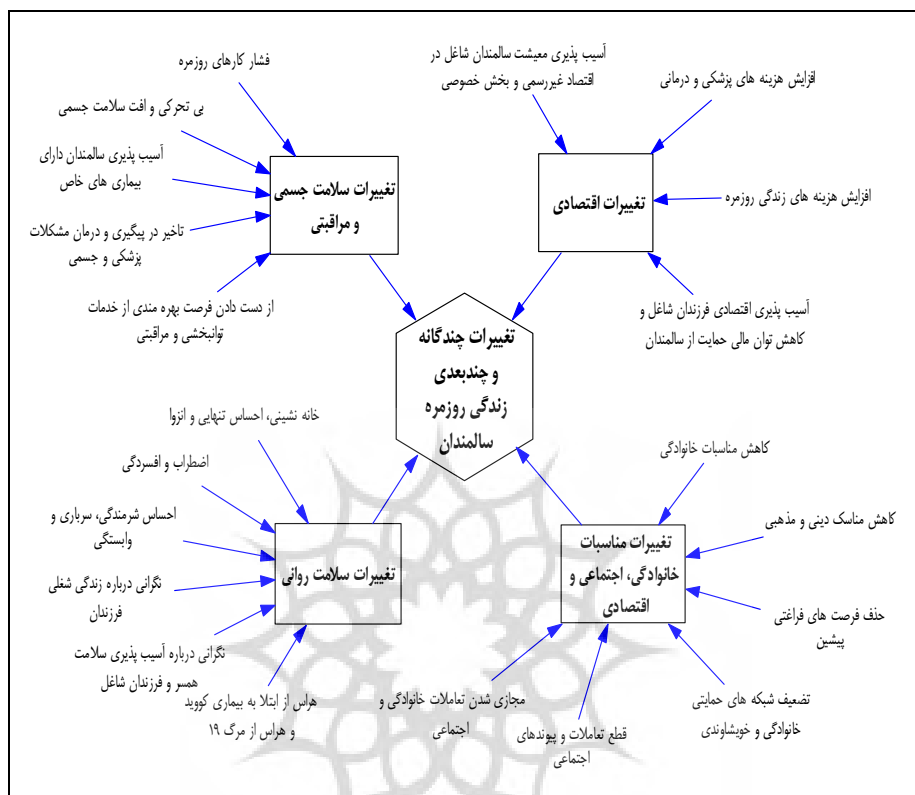 آسیب پذیری معیشت سالمندان شاغل در
اقتصاد غیررسمی و بخش خصوصی
افزایش هزینه های پزشکی و درمانی
افزایش هزینه های زندگی روزمره
آسیب پذیری اقتصادی فرزندان شاغل و
کاهش توان مالی حمایت از سالمندان
تغییرات اقتصادی
فشار کارهای روزمره
بی تحرکی و افت سلامت جسمی
آسیب پذیری سالمندان دارای
بیماری های خاص
تاخیر در پیگیری و درمان مشکلات
پزشکی و جسمی
از دست دادن فرصت بهره مندی از خدمات
توانبخشی و مراقبتی
تغییرات سلامت جسمی
و مراقبتی
تغییرات چندگانه
و چندبعدی
زندگی روزمره
سالمندان
کاهش مناسبات خانوادگی
کاهش مناسک دینی و مذهبی
حذف فرصت های فراغتی
پیشین
تضعیف شبکه های حمایتی
خانوادگی و خویشاوندی
قطع تعاملات و پیوندهای
اجتماعی
مجازی شدن تعاملات خانوادگی و
اجتماعی
تغییرات مناسبات
خانوادگی، اجتماعی و
اقتصادی
خانه نشینی، احساس تنهایی و انزوا
اضطراب و افسردگی
احساس شرمندگی، سرباری و
وابستگی
نگرانی درباره زندگی شغلی
فرزندان
نگرانی درباره آسیب پذیری سلامت
همسر و فرزندان شاغل
هراس از ابتلا به بیماری کووید
۱۹ و هراس از مرگ
تغییرات سلامت روانی